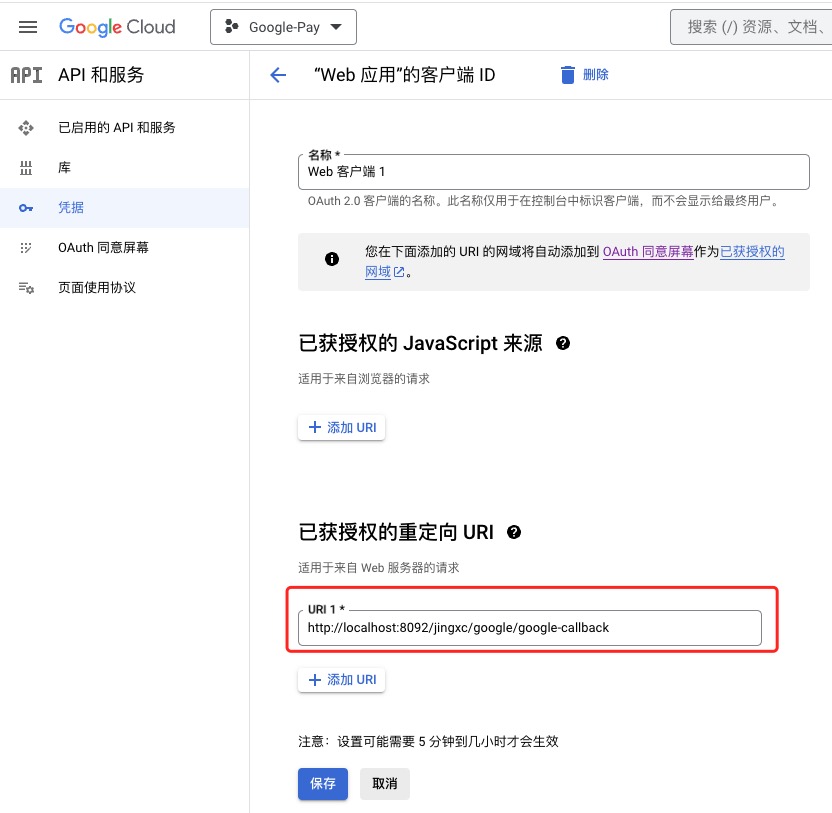 Google Cloud
Google-Pay
搜索 (/) 资源、文档、
API API 和服务
“Web 应用”的客户端 ID
删除
已启用的 API 和服务
库
凭据
OAuth 同意屏幕
页面使用协议
名称 *
Web 客户端 1
OAuth 2.0 客户端的名称。此名称仅用于在控制台中标识客户端，而不会显示给最终用户。
您在下面添加的 URI 的网域将自动添加到 OAuth 同意屏幕作为已获授权的
网域。
已获授权的 JavaScript 来源
适用于来自浏览器的请求
添加 URI
已获授权的重定向 URI
适用于来自 Web 服务器的请求
URI 1 *
http://localhost:8092/jingxc/google/google-callback
添加 URI
注意：设置可能需要 5 分钟到几小时才会生效
保存
取消